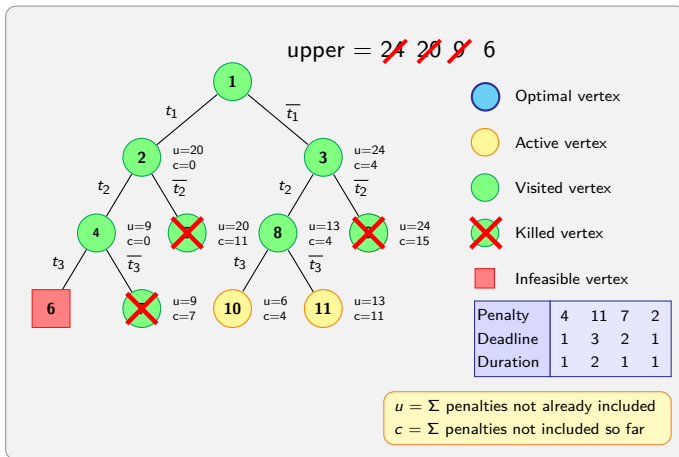 upper = 24 20 9 6
1
t₁
t̅₁
2
u=20
c=0
3
u=24
c=4
t₂
t̅₂
t₂
t̅₂
4
u=9
c=0
u=20
c=11
8
u=13
c=4
u=24
c=15
t₃
t̅₃
t₃
t̅₃
6
u=9
c=7
10
u=6
c=4
11
u=13
c=11
Optimal vertex
Active vertex
Visited vertex
Killed vertex
Infeasible vertex
Penalty 4 11 7 2
Deadline 1 3 2 1
Duration 1 2 1 1
u = Σ penalties not already included
c = Σ penalties not included so far